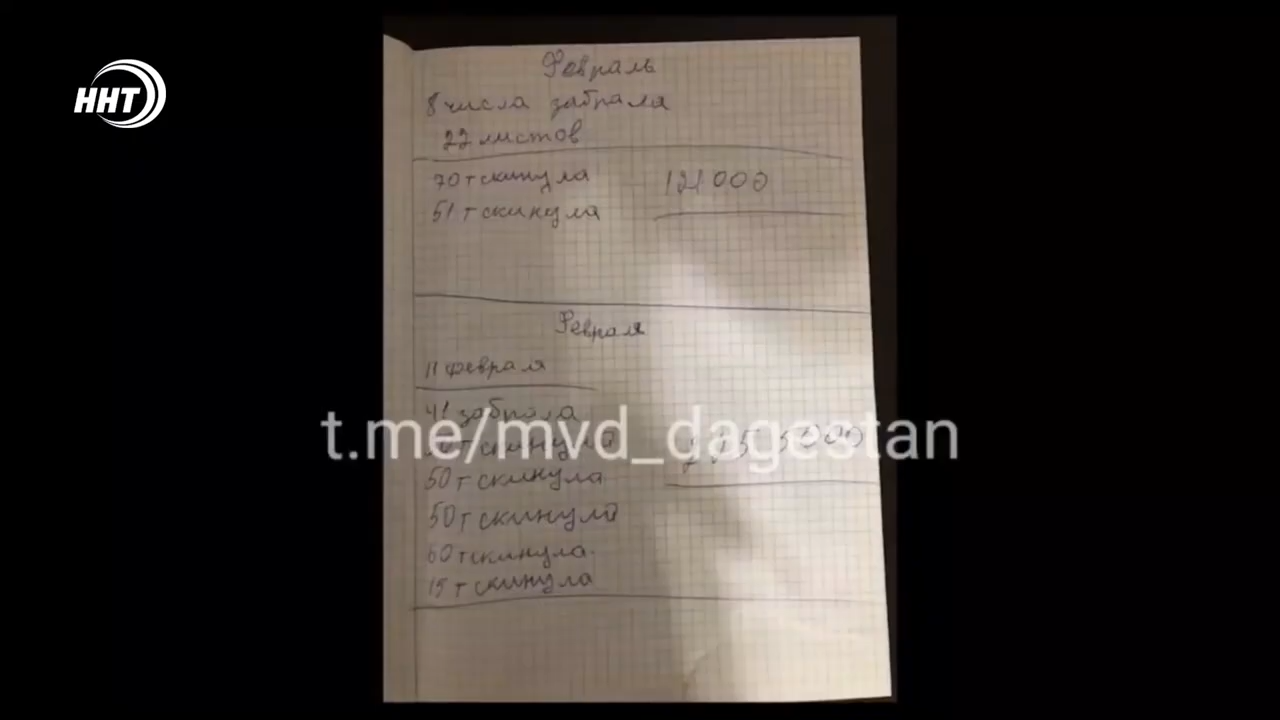 ННТ
Февраль
8 числа забрала
22 листов
70 т скинула
121000
51 т скинула
Февраля
11 февраля
41 забрала
t.me/mvd_dagestan
т скинула
50 т скинула
50 т скинула
60 т скинула.
15 т скинула